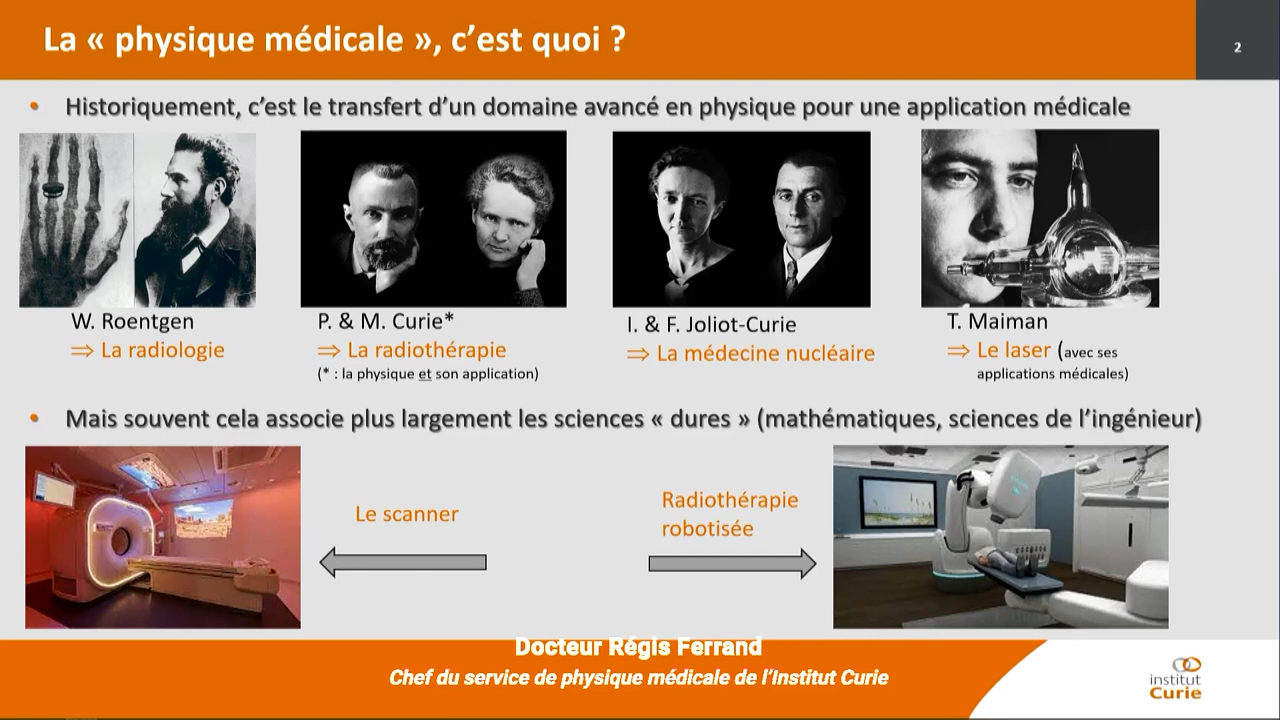 La « physique médicale », c’est quoi ?
2
• Historiquement, c’est le transfert d’un domaine avancé en physique pour une application médicale
W. Roentgen
⇒ La radiologie
P. & M. Curie*
⇒ La radiothérapie
(* : la physique et son application)
I. & F. Joliot-Curie
⇒ La médecine nucléaire
T. Maiman
⇒ Le laser (avec ses
applications médicales)
• Mais souvent cela associe plus largement les sciences « dures » (mathématiques, sciences de l’ingénieur)
Le scanner
Radiothérapie
robotisée
Docteur Régis Ferrand
Chef du service de physique médicale de l’Institut Curie
institut
Curie